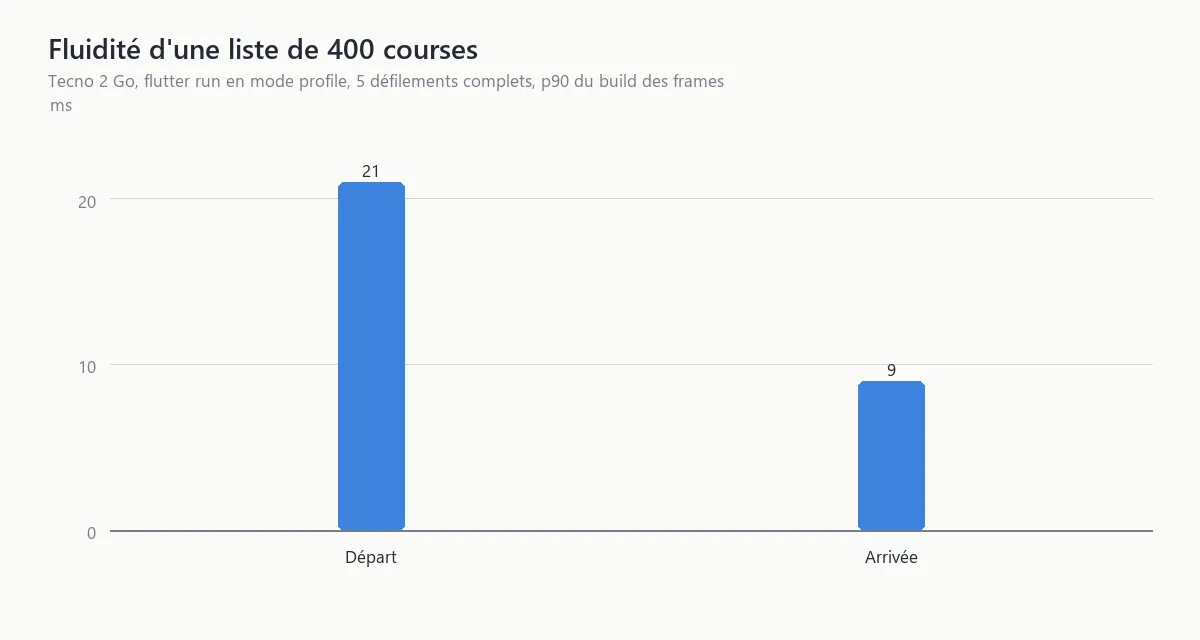 Fluidité d'une liste de 400 courses
Tecno 2 Go, flutter run en mode profile, 5 défilements complets, p90 du build des frames
ms
21
20
10
9
0
Départ
Arrivée